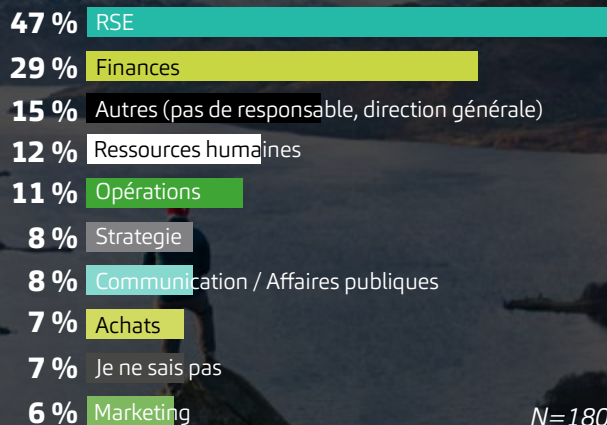 47 % RSE
29 % Finances
15 % Autres (pas de responsable, direction générale)
12 % Ressources humaines
11 % Opérations
8 % Strategie
8 % Communication / Affaires publiques
7 % Achats
7 % Je ne sais pas
6 % Marketing
N=180